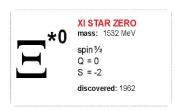 Ξ*0
XI STAR ZERO
mass: 1532 MeV
spin 3/2
Q = 0
S = -2
discovered: 1962